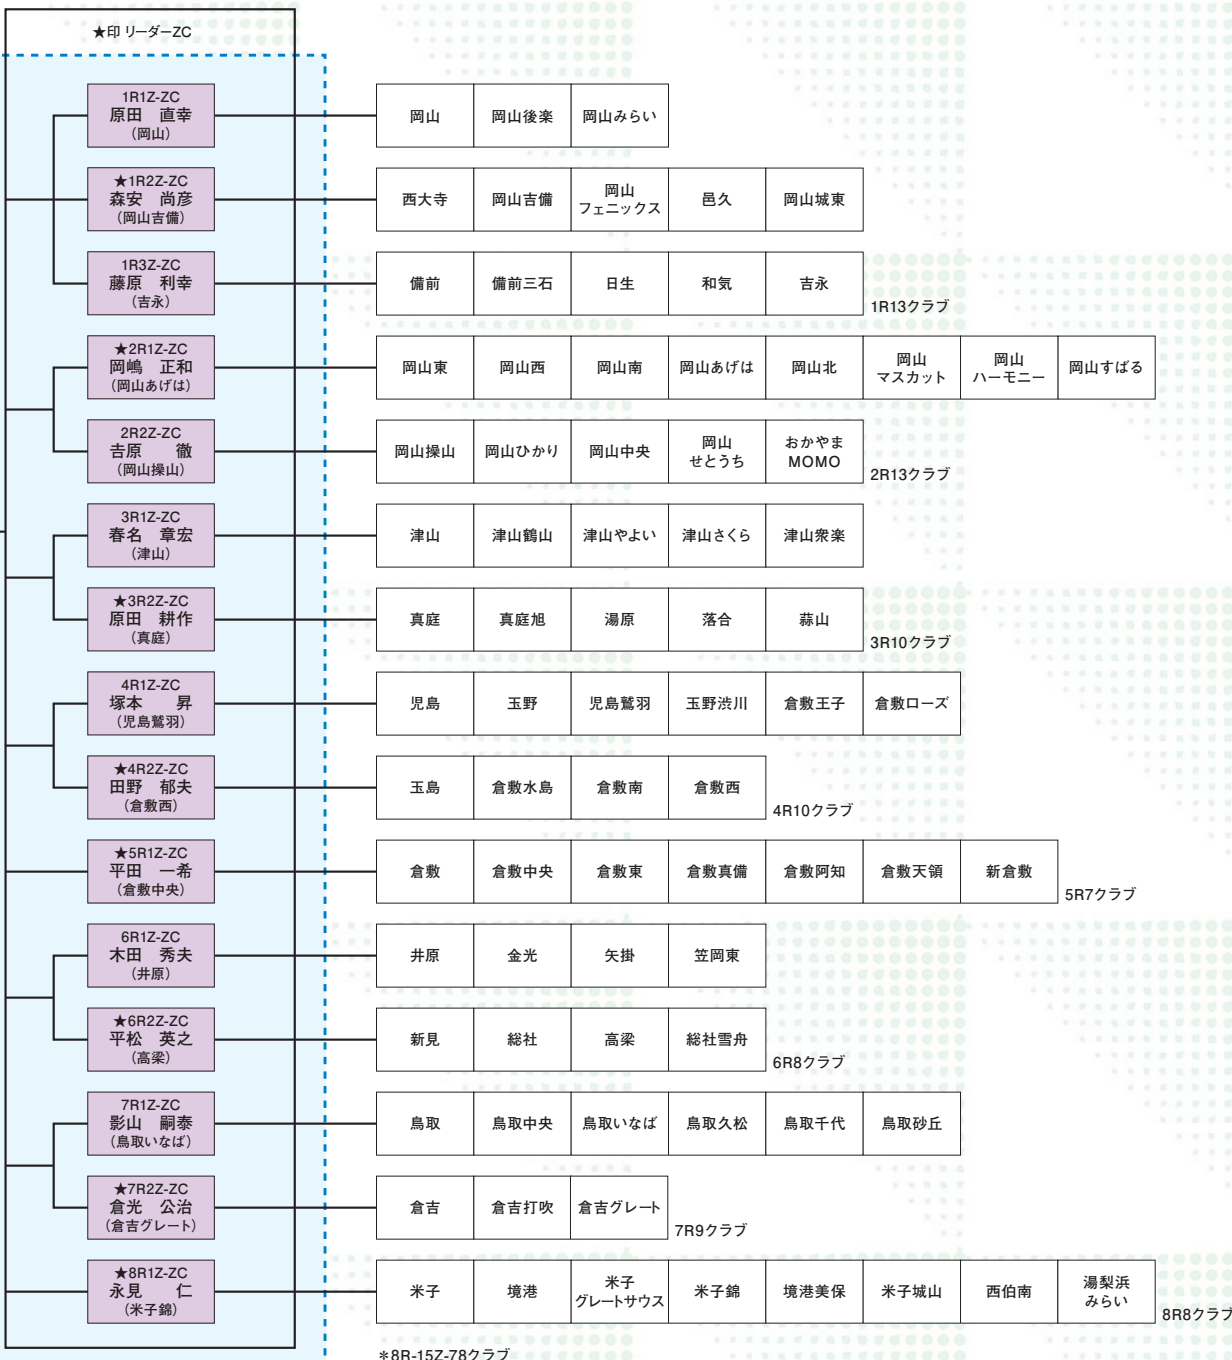 ★印 リーダーZC
1R1Z-ZC
原田 直幸
(岡山)
岡山 岡山後楽 岡山みらい
★1R2Z-ZC
森安 尚彦
(岡山吉備)
西大寺 岡山吉備 岡山
フェニックス 邑久 岡山城東
1R3Z-ZC
藤原 利幸
(吉永)
備前 備前三石 日生 和気 吉永
1R13クラブ
★2R1Z-ZC
岡嶋 正和
(岡山あげは)
岡山東 岡山西 岡山南 岡山あげは 岡山北 岡山
マスカット 岡山
ハーモニー 岡山すばる
2R2Z-ZC
吉原 徹
(岡山操山)
岡山操山 岡山ひかり 岡山中央 岡山
せとうち おかやま
MOMO
2R13クラブ
3R1Z-ZC
春名 章宏
(津山)
津山 津山鶴山 津山やよい 津山さくら 津山衆楽
★3R2Z-ZC
原田 耕作
(真庭)
真庭 真庭旭 湯原 落合 蒜山
3R10クラブ
4R1Z-ZC
塚本 昇
(児島鷲羽)
児島 玉野 児島鷲羽 玉野渋川 倉敷王子 倉敷ローズ
★4R2Z-ZC
田野 郁夫
(倉敷西)
玉島 倉敷水島 倉敷南 倉敷西
4R10クラブ
★5R1Z-ZC
平田 一希
(倉敷中央)
倉敷 倉敷中央 倉敷東 倉敷真備 倉敷阿知 倉敷天領 新倉敷
5R7クラブ
6R1Z-ZC
木田 秀夫
(井原)
井原 金光 矢掛 笠岡東
★6R2Z-ZC
平松 英之
(高梁)
新見 総社 高梁 総社雪舟
6R8クラブ
7R1Z-ZC
影山 嗣泰
(鳥取いなば)
鳥取 鳥取中央 鳥取いなば 鳥取久松 鳥取千代 鳥取砂丘
★7R2Z-ZC
倉光 公治
(倉吉グレート)
倉吉 倉吉打吹 倉吉グレート
7R9クラブ
★8R1Z-ZC
永見 仁
(米子錦)
米子 境港 米子
グレートサウス 米子錦 境港美保 米子城山 西伯南 湯梨浜
みらい
8R8クラブ
*8R-15Z-78クラブ